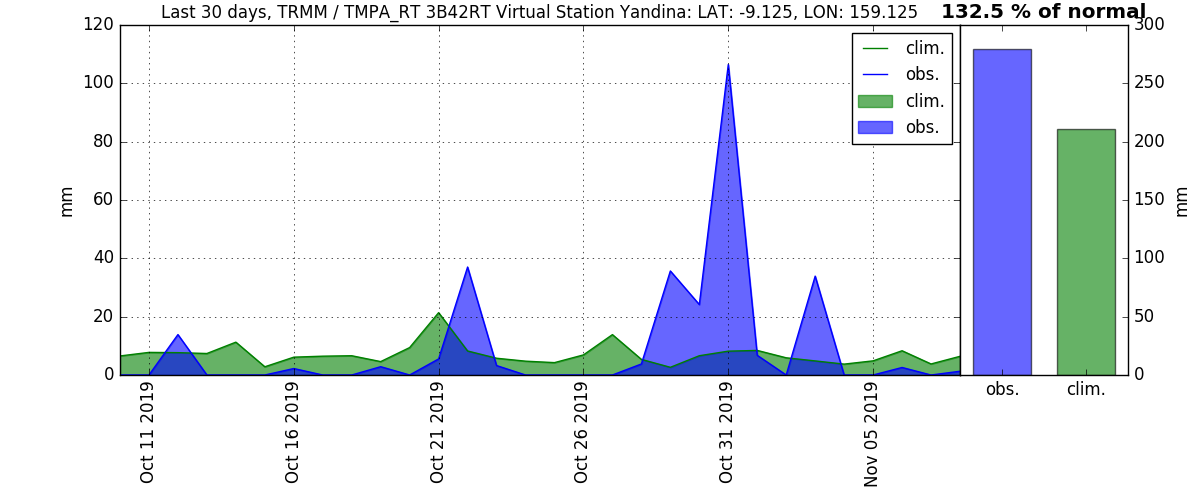 Last 30 days, TRMM / TMPA_RT 3B42RT Virtual Station Yandina: LAT: -9.125, LON: 159.125
132.5 % of normal
120
100
80
60
40
20
0
mm
clim.
obs.
clim.
obs.
Oct 11 2019
Oct 16 2019
Oct 21 2019
Oct 26 2019
Oct 31 2019
Nov 05 2019
300
250
200
150
100
50
0
mm
obs.
clim.